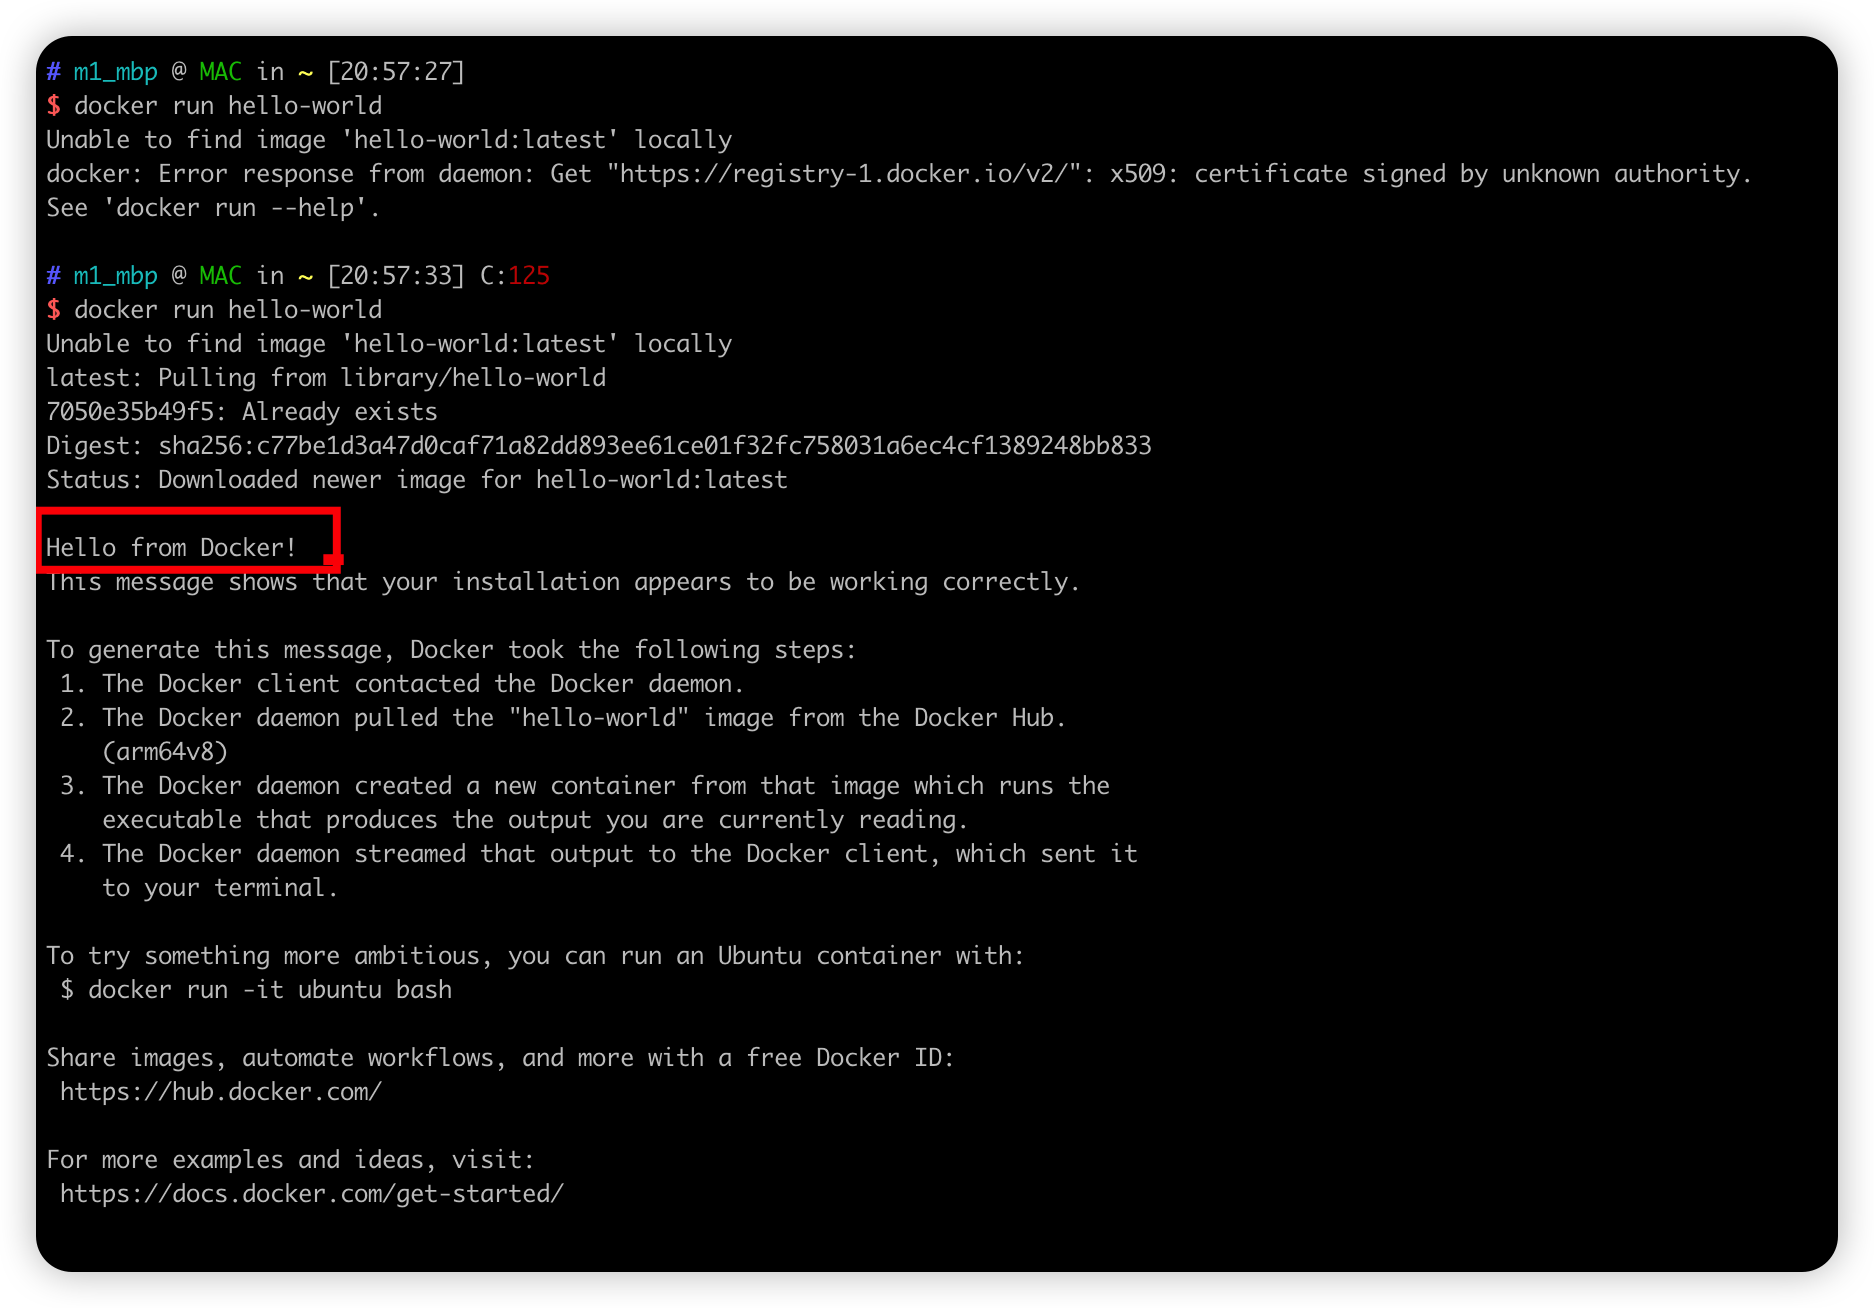 # m1_mbp @ MAC in ~ [20:57:27]
$ docker run hello-world
Unable to find image 'hello-world:latest' locally
docker: Error response from daemon: Get "https://registry-1.docker.io/v2/": x509: certificate signed by unknown authority.
See 'docker run --help'.
# m1_mbp @ MAC in ~ [20:57:33] C:125
$ docker run hello-world
Unable to find image 'hello-world:latest' locally
latest: Pulling from library/hello-world
7050e35b49f5: Already exists
Digest: sha256:c77be1d3a47d0caf71a82dd893ee61ce01f32fc758031a6ec4cf1389248bb833
Status: Downloaded newer image for hello-world:latest
Hello from Docker!
This message shows that your installation appears to be working correctly.
To generate this message, Docker took the following steps:
1. The Docker client contacted the Docker daemon.
2. The Docker daemon pulled the "hello-world" image from the Docker Hub.
(arm64v8)
3. The Docker daemon created a new container from that image which runs the
executable that produces the output you are currently reading.
4. The Docker daemon streamed that output to the Docker client, which sent it
to your terminal.
To try something more ambitious, you can run an Ubuntu container with:
$ docker run -it ubuntu bash
Share images, automate workflows, and more with a free Docker ID:
https://hub.docker.com/
For more examples and ideas, visit:
https://docs.docker.com/get-started/